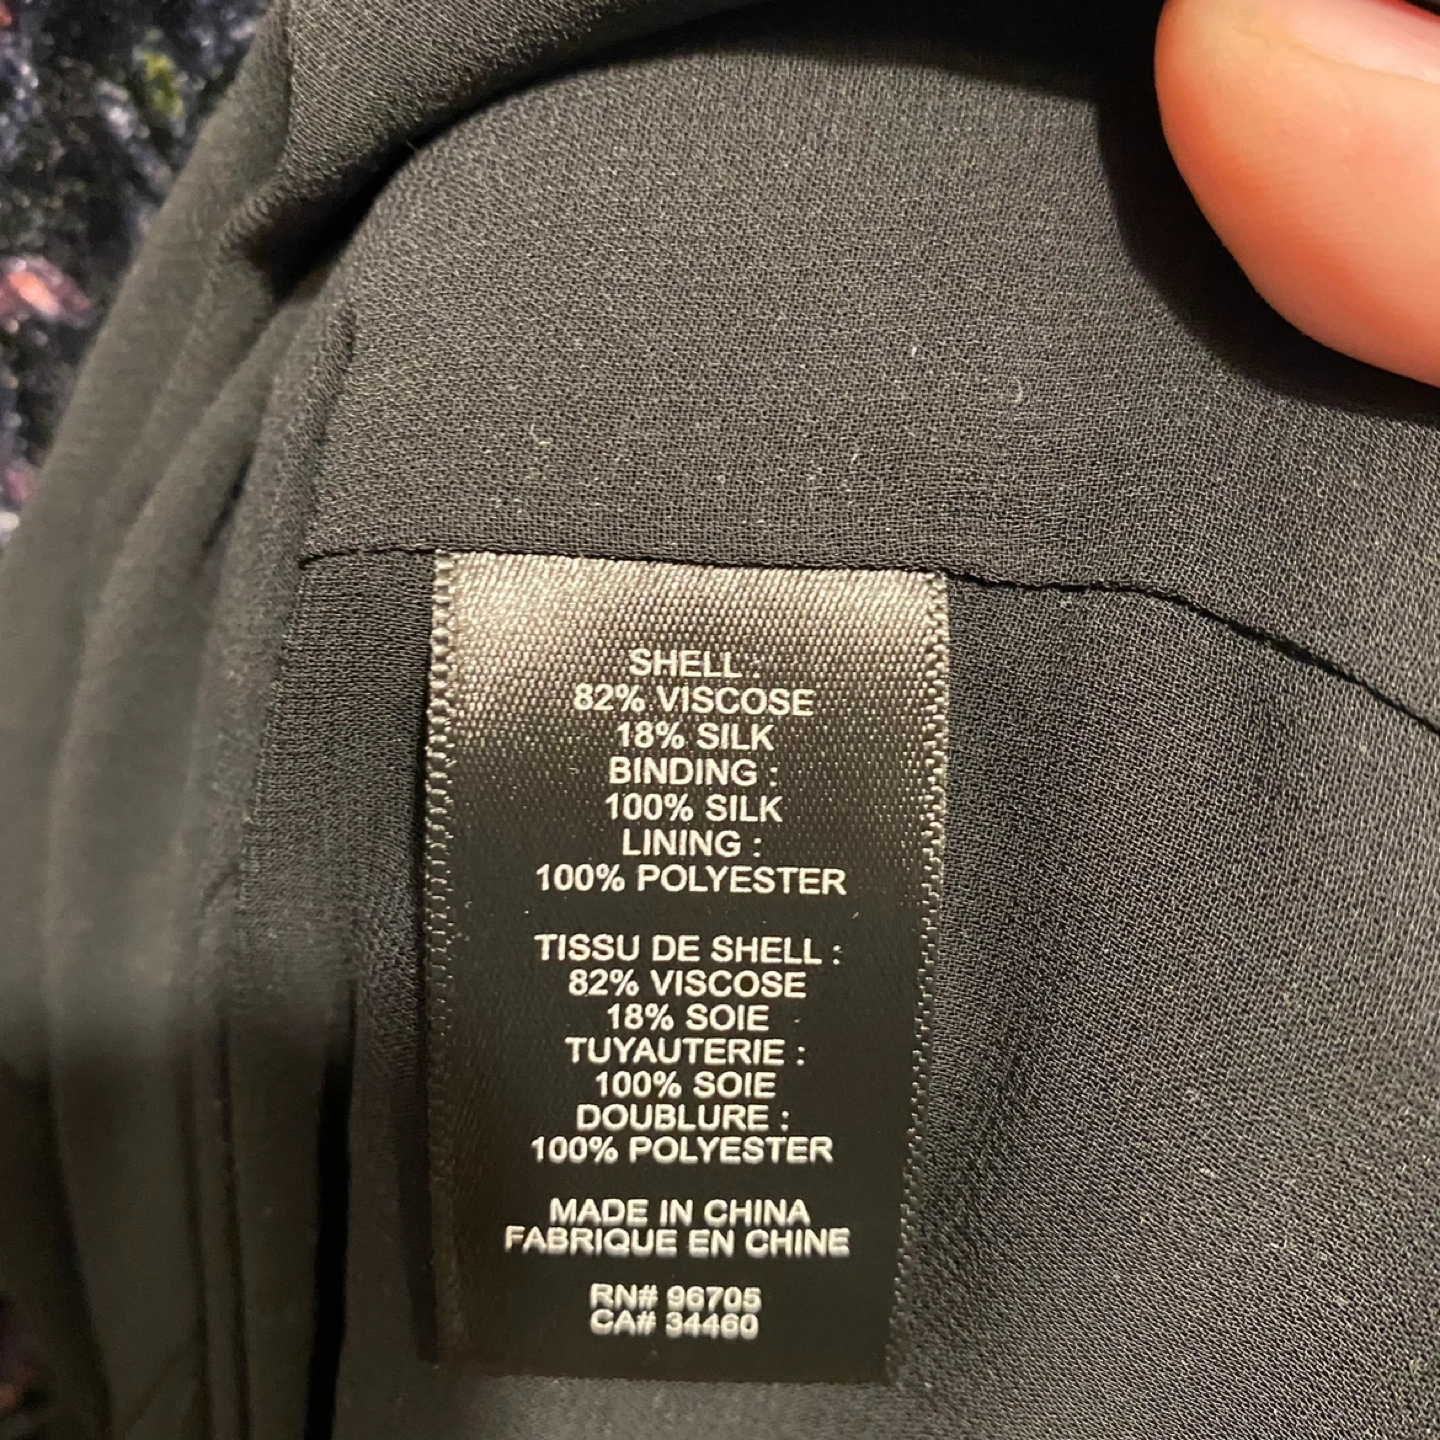 SHELL :
82% VISCOSE
18% SILK
BINDING :
100% SILK
LINING :
100% POLYESTER
TISSU DE SHELL :
82% VISCOSE
18% SOIE
TUYAUTERIE :
100% SOIE
DOUBLURE :
100% POLYESTER
MADE IN CHINA
FABRIQUE EN CHINE
RN# 96705
CA# 34460